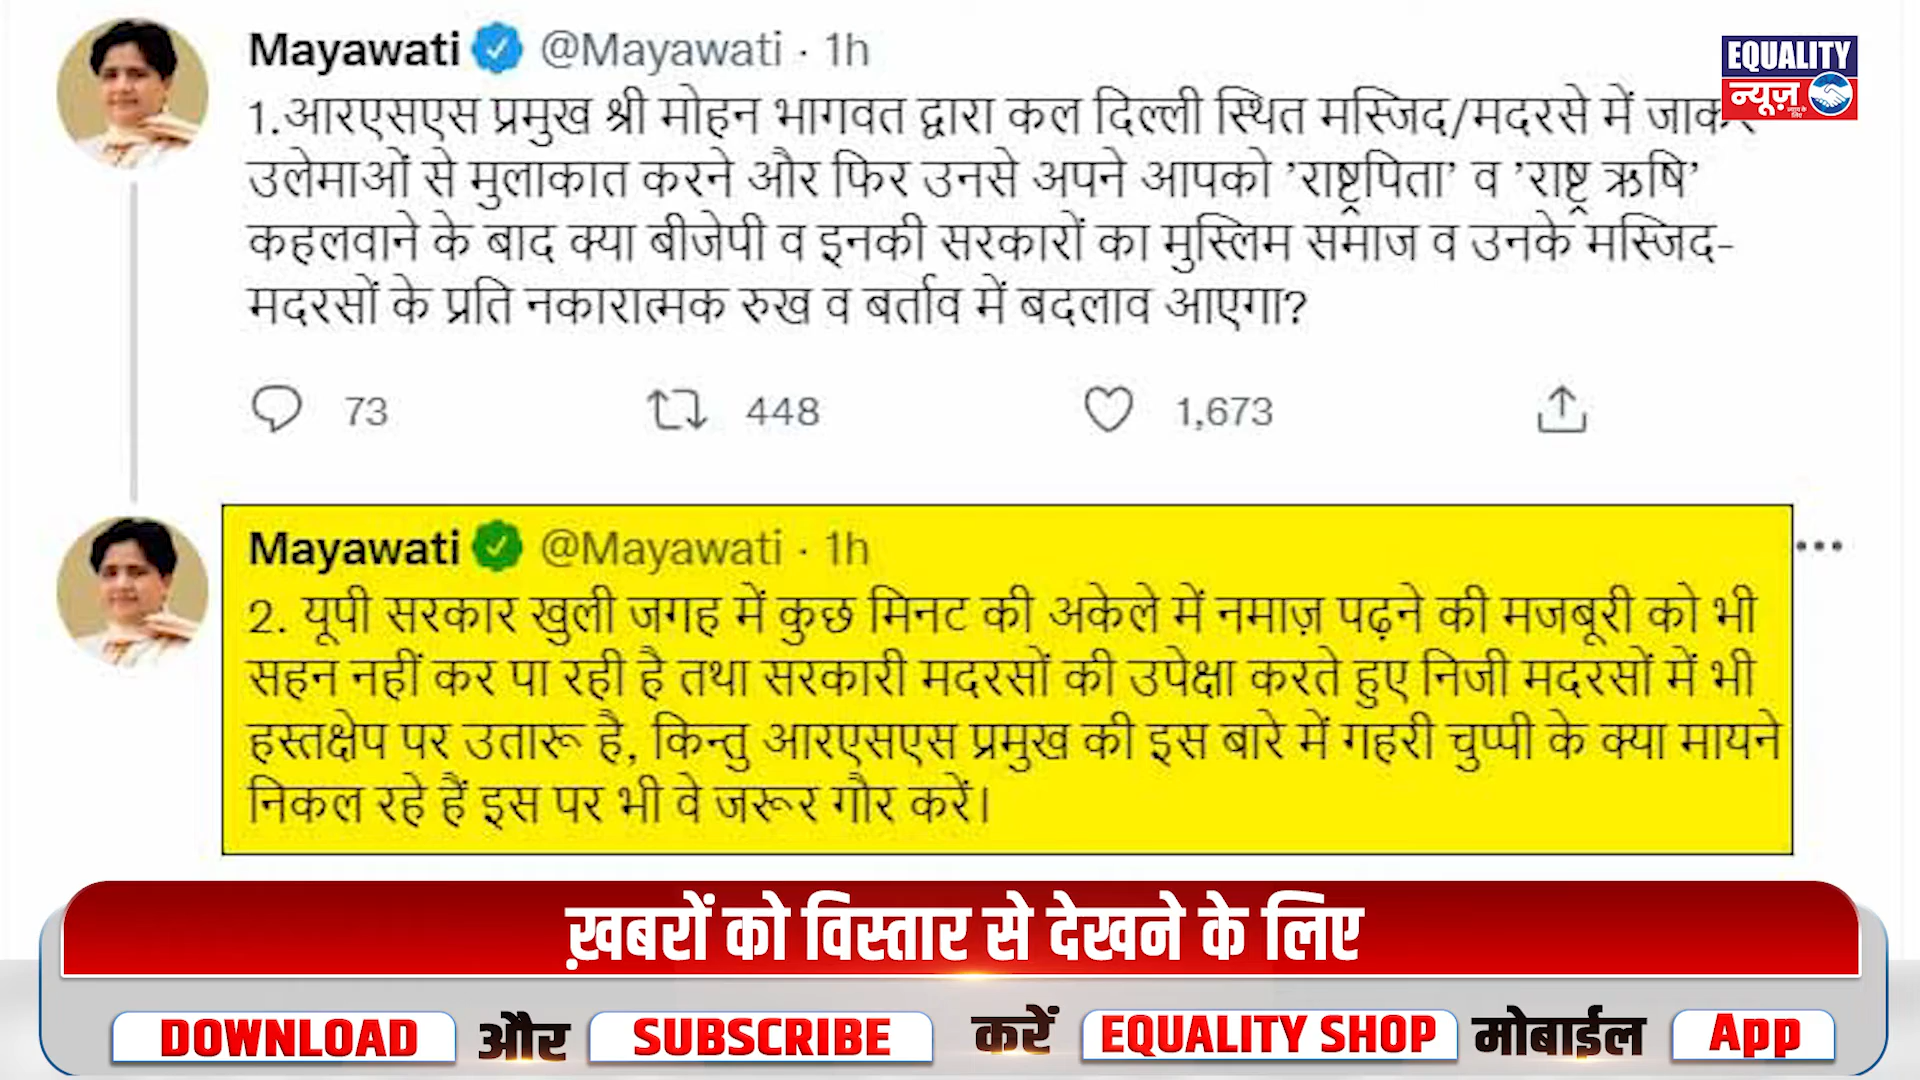 Mayawati @Mayawati · 1h
EQUALITY
न्यूज़
1.आरएसएस प्रमुख श्री मोहन भागवत द्वारा कल दिल्ली स्थित मस्जिद/मदरसे में जाकर
उलेमाओं से मुलाकात करने और फिर उनसे अपने आपको ’राष्ट्रपिता’ व ’राष्ट्र ऋषि’
कहलवाने के बाद क्या बीजेपी व इनकी सरकारों का मुस्लिम समाज व उनके मस्जिद-
मदरसों के प्रति नकारात्मक रुख व बर्ताव में बदलाव आएगा?
73 448 1,673
Mayawati @Mayawati · 1h
2. यूपी सरकार खुली जगह में कुछ मिनट की अकेले में नमाज़ पढ़ने की मजबूरी को भी
सहन नहीं कर पा रही है तथा सरकारी मदरसों की उपेक्षा करते हुए निजी मदरसों में भी
हस्तक्षेप पर उतारू है, किन्तु आरएसएस प्रमुख की इस बारे में गहरी चुप्पी के क्या मायने
निकल रहे हैं इस पर भी वे जरूर गौर करें।
ख़बरों को विस्तार से देखने के लिए
DOWNLOAD और SUBSCRIBE करें EQUALITY SHOP मोबाईल App